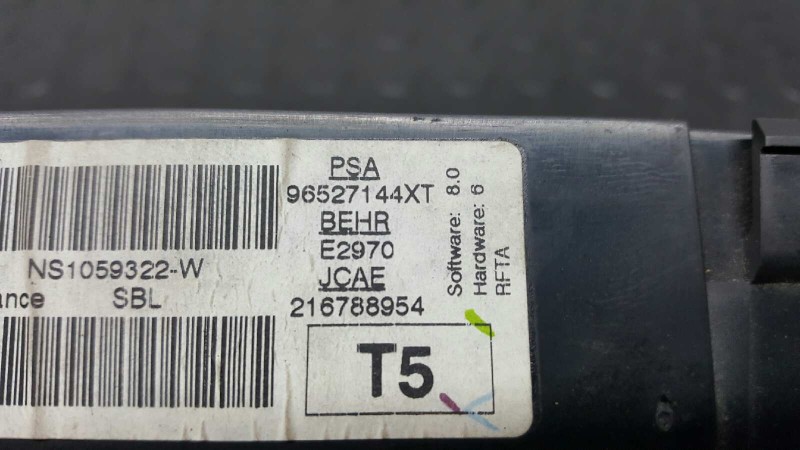 PSA
96527144XT
BEHR
E2970
JCAE
216788954
T5
Software: 8.0
Hardware: 6
RFTA
NS1059322-W
ance SBL